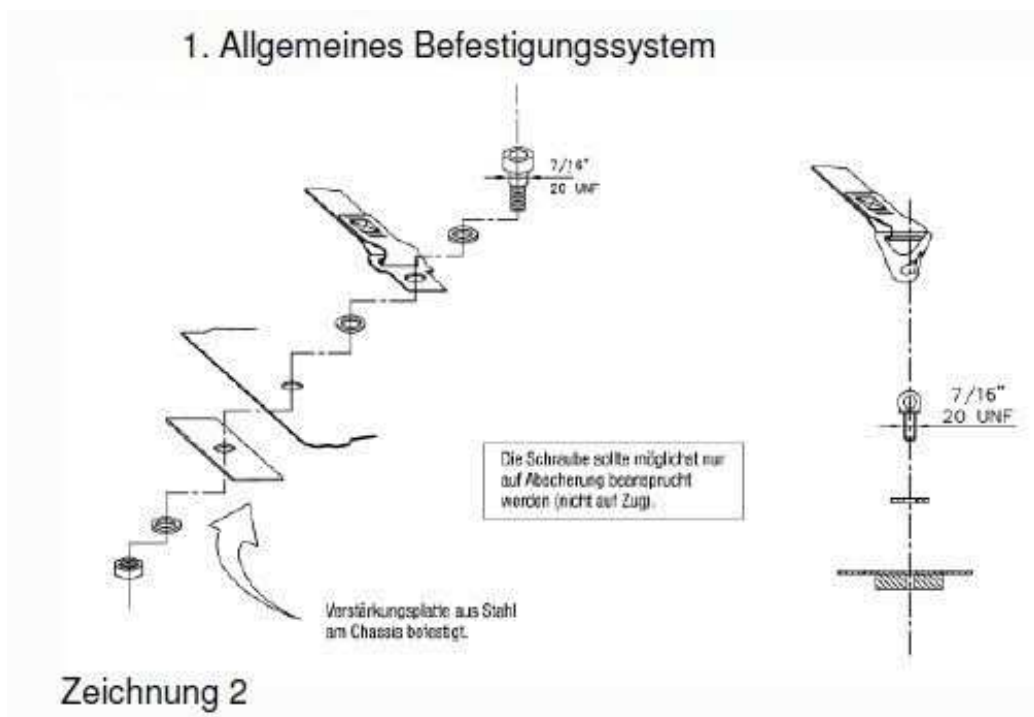 1. Allgemeines Befestigungssystem
7/16"
20 UNF
7/16"
20 UNF
Die Schraube sollte möglichst nur
auf Abscherung beansprucht
werden (nicht auf Zug).
Verstärkungsplatte aus Stahl
am Chassis befestigt.
Zeichnung 2